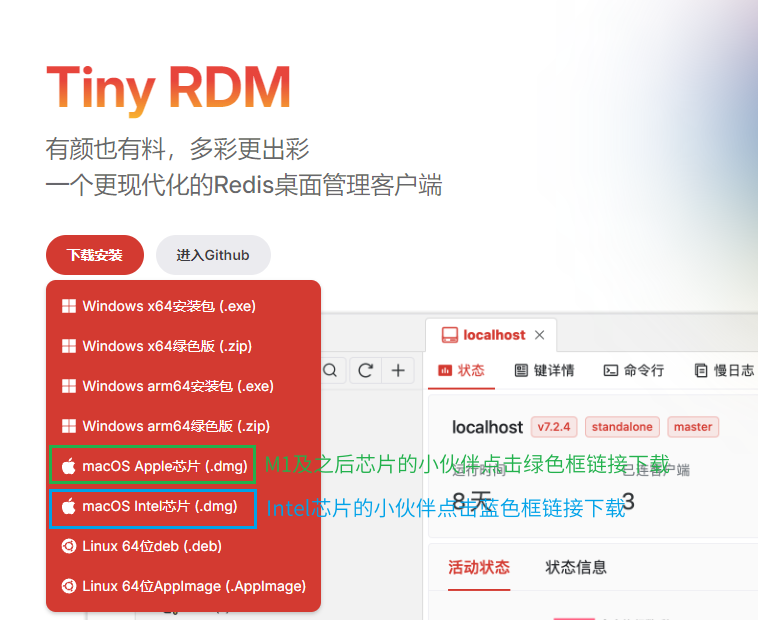 Tiny RDM
有颜也有料，多彩更出彩
一个更现代化的Redis桌面管理客户端
下载安装
进入Github
Windows x64安装包 (.exe)
Windows x64绿色版 (.zip)
Windows arm64安装包 (.exe)
Windows arm64绿色版 (.zip)
macOS Apple芯片 (.dmg)
M1及之后芯片的小伙伴点击绿色框链接下载
macOS Intel芯片 (.dmg)
Intel芯片的小伙伴点击蓝色框链接下载
Linux 64位deb (.deb)
Linux 64位AppImage (.AppImage)
localhost
状态
键详情
命令行
慢日志
localhost
v7.2.4
standalone
master
运行时间
已连客户端
8天
3
活动状态
状态信息